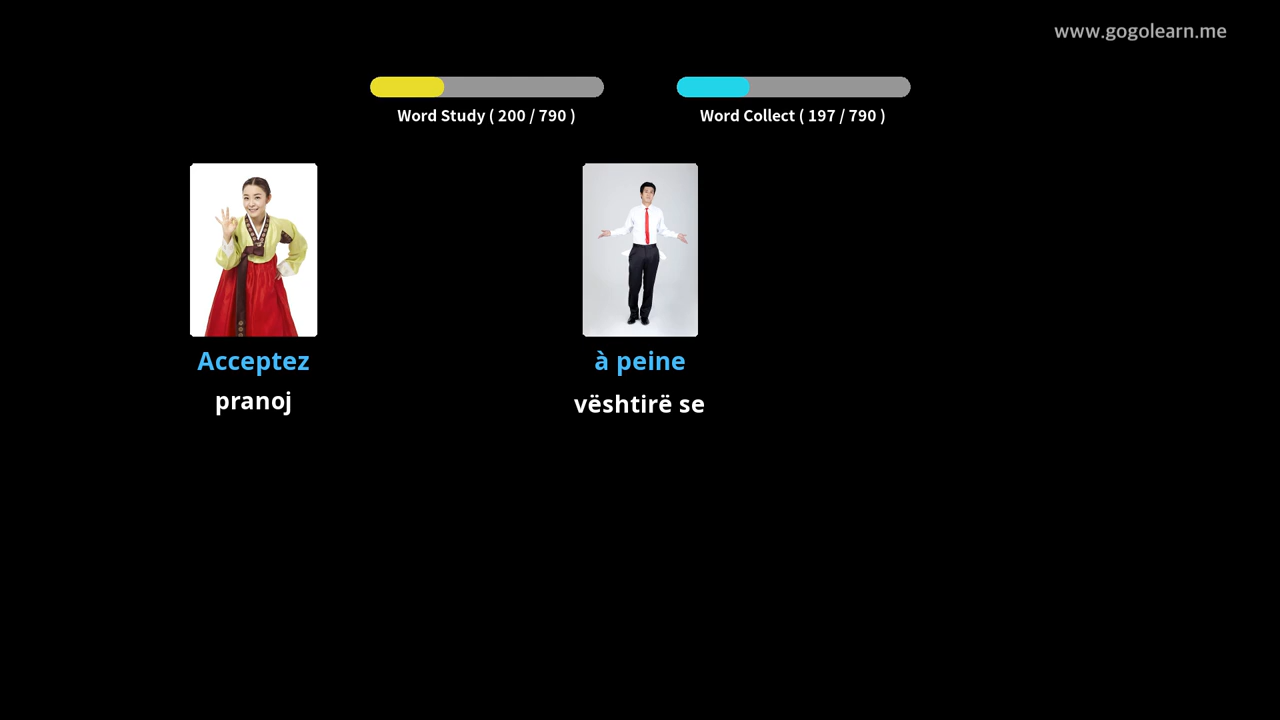 www.gogolearn.me
Word Study ( 200 / 790 )
Word Collect ( 197 / 790 )
Acceptez
pranoj
à peine
vështirë se